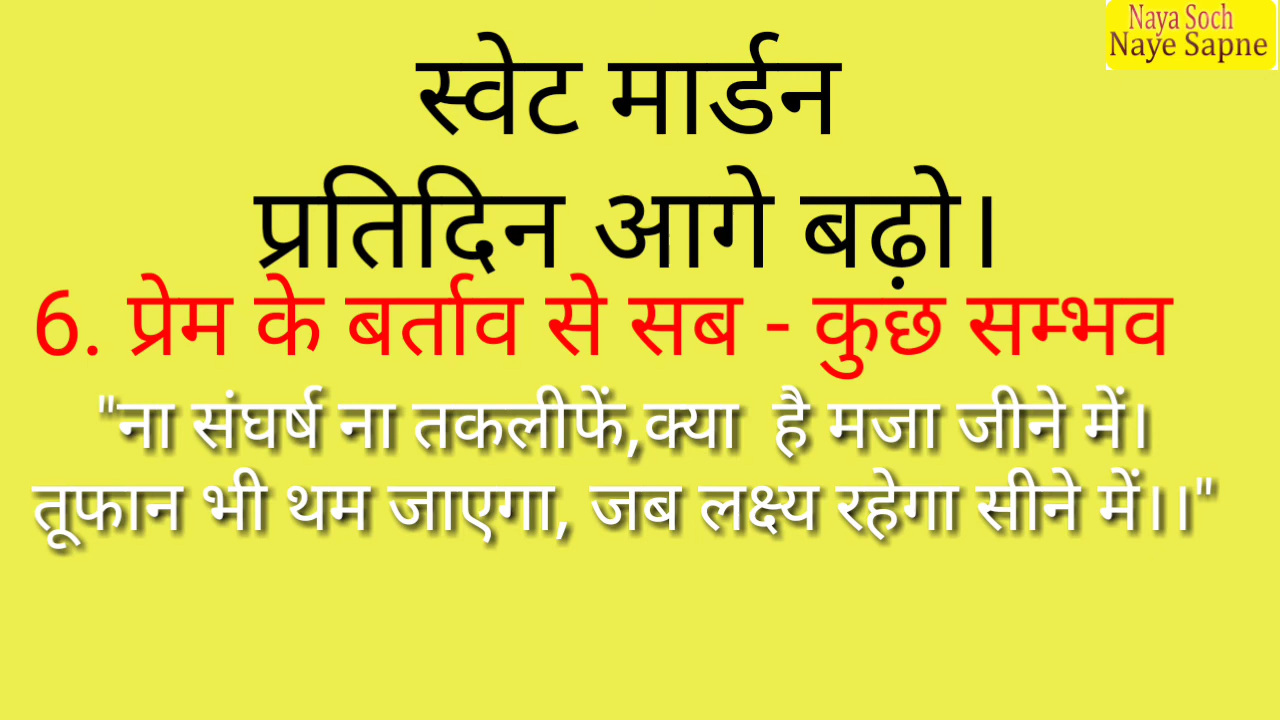 Naya Soch
Naye Sapne
स्वेट मार्डन
प्रतिदिन आगे बढ़ो।
6. प्रेम के बर्ताव से सब - कुछ सम्भव
"ना संघर्ष ना तकलीफें,क्या  है मजा जीने में।
तूफान भी थम जाएगा, जब लक्ष्य रहेगा सीने में।।"